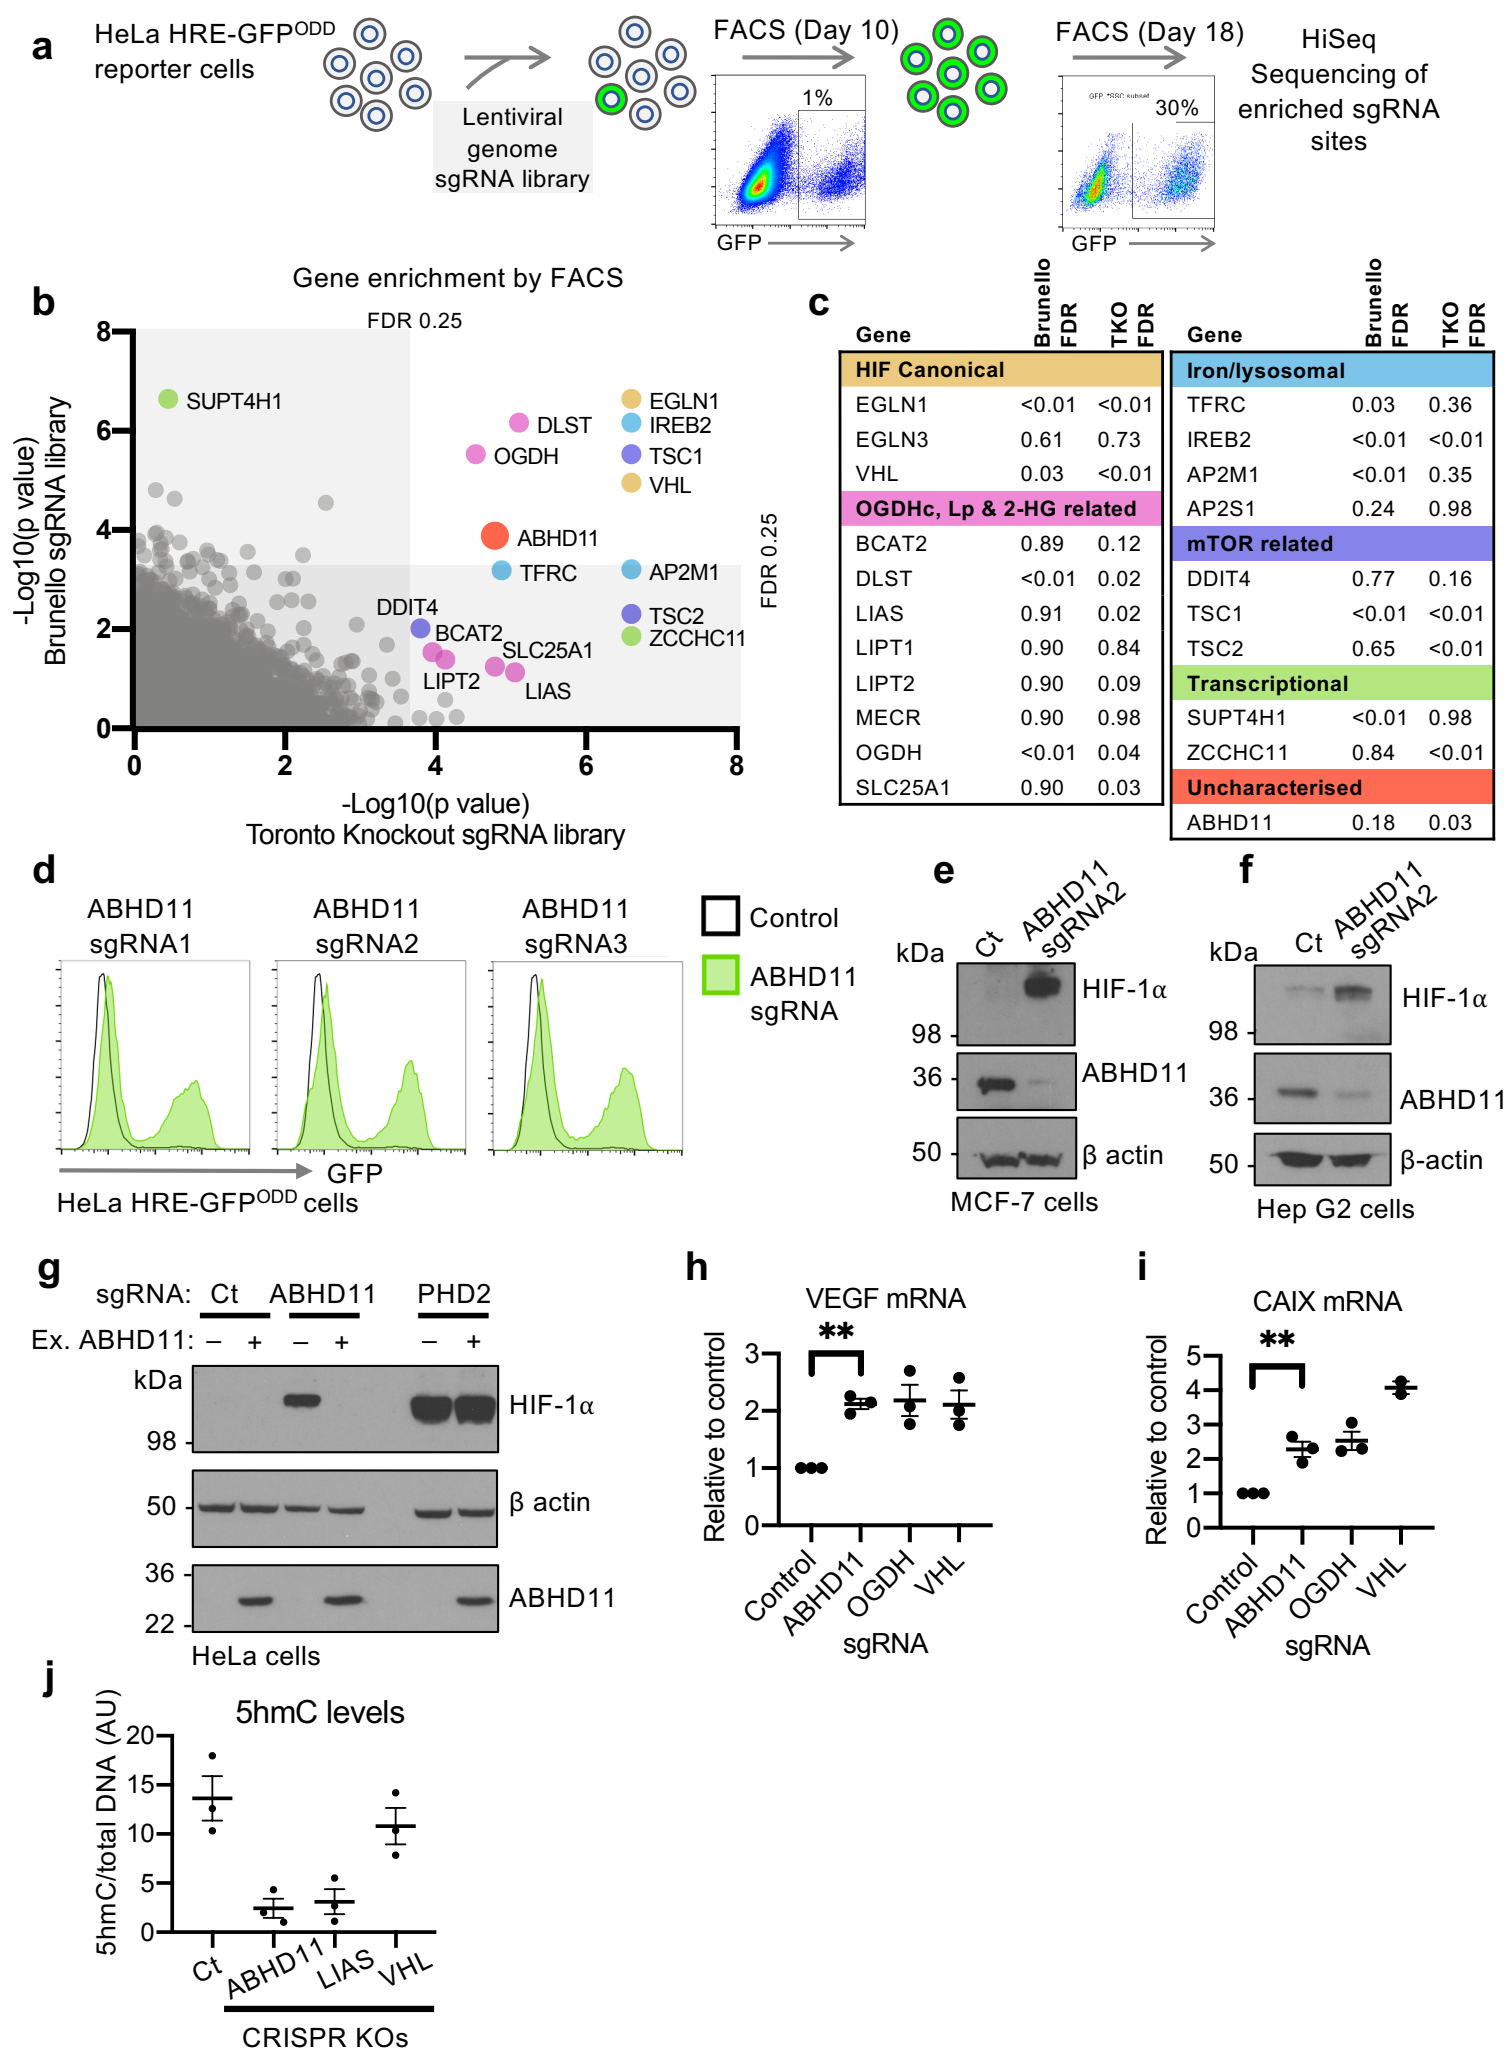 a
HeLa HRE-GFPODD
reporter cells
Lentiviral
genome
sgRNA library
FACS (Day 10)
1%
GFP
FACS (Day 18)
GFP, *SSC subset
30%
GFP
HiSeq
Sequencing of
enriched sgRNA
sites
b
Gene enrichment by FACS
FDR 0.25
FDR 0.25
-Log10(p value)
Brunello sgRNA library
8
6
4
2
0
0
2
4
6
8
SUPT4H1
DLST
OGDH
EGLN1
IREB2
TSC1
VHL
ABHD11
TFRC
AP2M1
DDIT4
BCAT2
TSC2
SLC25A1
ZCCHC11
LIPT2
LIAS
-Log10(p value)
Toronto Knockout sgRNA library
c
Gene Brunello FDR TKO FDR
HIF Canonical
EGLN1 <0.01 <0.01
EGLN3 0.61 0.73
VHL 0.03 <0.01
OGDHc, Lp & 2-HG related
BCAT2 0.89 0.12
DLST <0.01 0.02
LIAS 0.91 0.02
LIPT1 0.90 0.84
LIPT2 0.90 0.09
MECR 0.90 0.98
OGDH <0.01 0.04
SLC25A1 0.90 0.03
Gene Brunello FDR TKO FDR
Iron/lysosomal
TFRC 0.03 0.36
IREB2 <0.01 <0.01
AP2M1 <0.01 0.35
AP2S1 0.24 0.98
mTOR related
DDIT4 0.77 0.16
TSC1 <0.01 <0.01
TSC2 0.65 <0.01
Transcriptional
SUPT4H1 <0.01 0.98
ZCCHC11 0.84 <0.01
Uncharacterised
ABHD11 0.18 0.03
d
ABHD11
sgRNA1
ABHD11
sgRNA2
ABHD11
sgRNA3
Control
ABHD11
sgRNA
GFP
HeLa HRE-GFPODD cells
e
kDa
Ct
ABHD11
sgRNA2
98
HIF-1α
36
ABHD11
50
β actin
MCF-7 cells
f
kDa
Ct
ABHD11
sgRNA2
98
HIF-1α
36
ABHD11
50
β-actin
Hep G2 cells
g
sgRNA: Ct ABHD11 PHD2
Ex. ABHD11: – + – + – +
kDa
98
HIF-1α
50
β actin
36
22
ABHD11
HeLa cells
h
VEGF mRNA
**
Relative to control
3
2
1
0
Control
ABHD11
OGDH
VHL
sgRNA
i
CAIX mRNA
**
Relative to control
5
4
3
2
1
0
Control
ABHD11
OGDH
VHL
sgRNA
j
5hmC levels
5hmC/total DNA (AU)
20
15
10
5
0
Ct
ABHD11
LIAS
VHL
CRISPR KOs